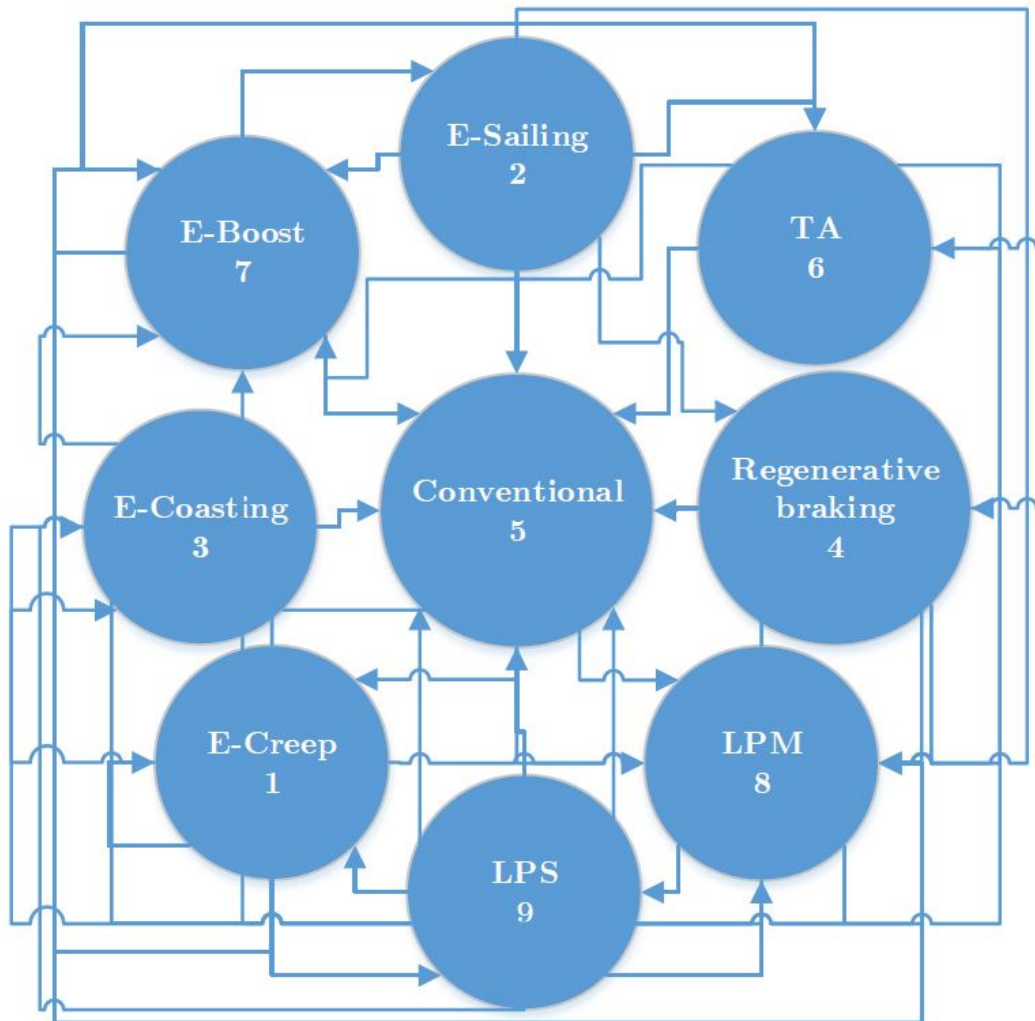 E-Sailing
2
E-Boost
7
TA
6
E-Coasting
3
Conventional
5
Regenerative
braking
4
E-Creep
1
LPM
8
LPS
9